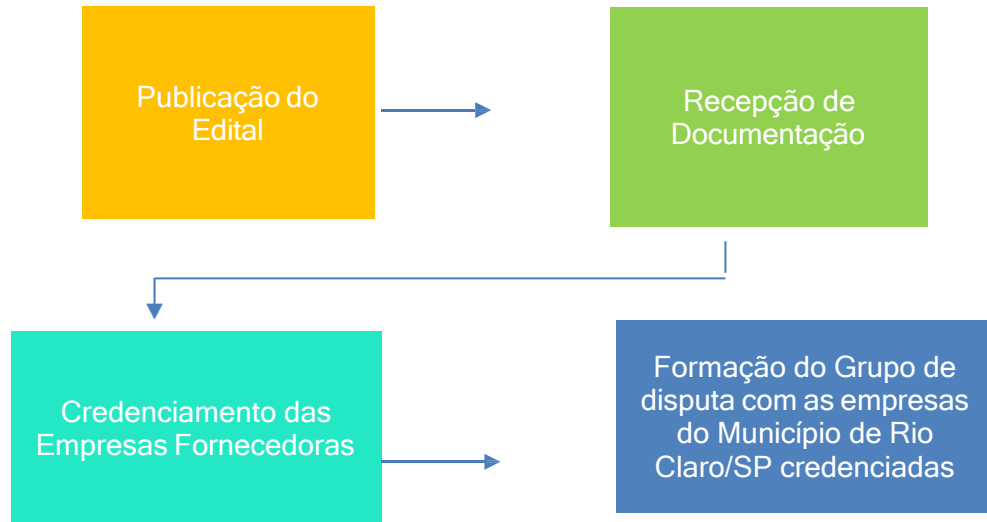 Publicação do
Edital
Recepção de
Documentação
Credenciamento das
Empresas Fornecedoras
Formação do Grupo de
disputa com as empresas
do Município de Rio
Claro/SP credenciadas